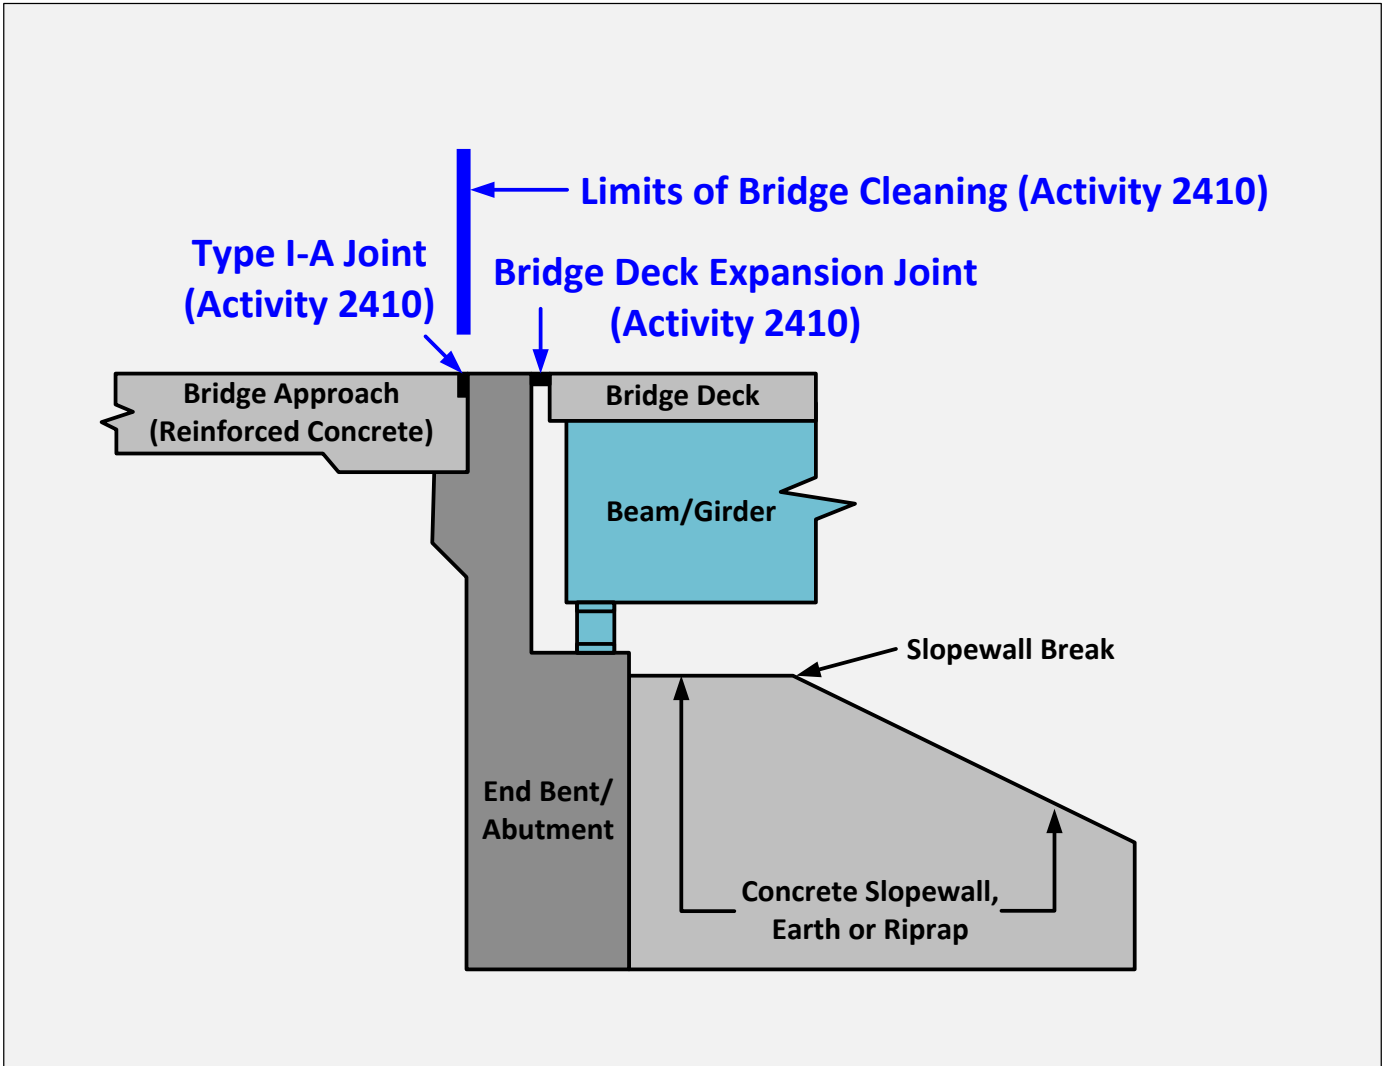 Limits of Bridge Cleaning (Activity 2410)
Type I-A Joint
(Activity 2410)
Bridge Deck Expansion Joint
(Activity 2410)
Bridge Approach
(Reinforced Concrete)
Bridge Deck
Beam/Girder
Slopewall Break
End Bent/
Abutment
Concrete Slopewall,
Earth or Riprap